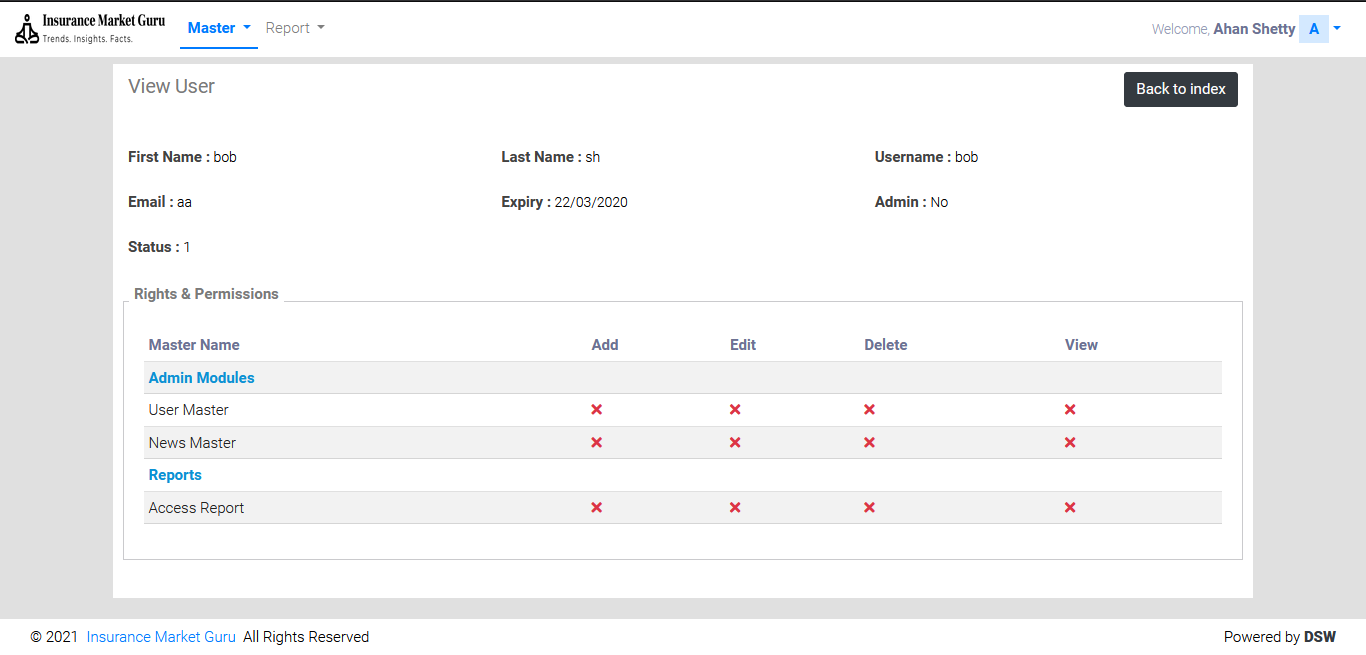 Insurance Market Guru
Trends. Insights. Facts.
Master Report
Welcome, Ahan Shetty A
View User
Back to index
First Name : bob Last Name : sh Username : bob
Email : aa Expiry : 22/03/2020 Admin : No
Status : 1
Rights & Permissions
Master Name Add Edit Delete View
Admin Modules
User Master
News Master
Reports
Access Report
© 2021 Insurance Market Guru All Rights Reserved Powered by DSW